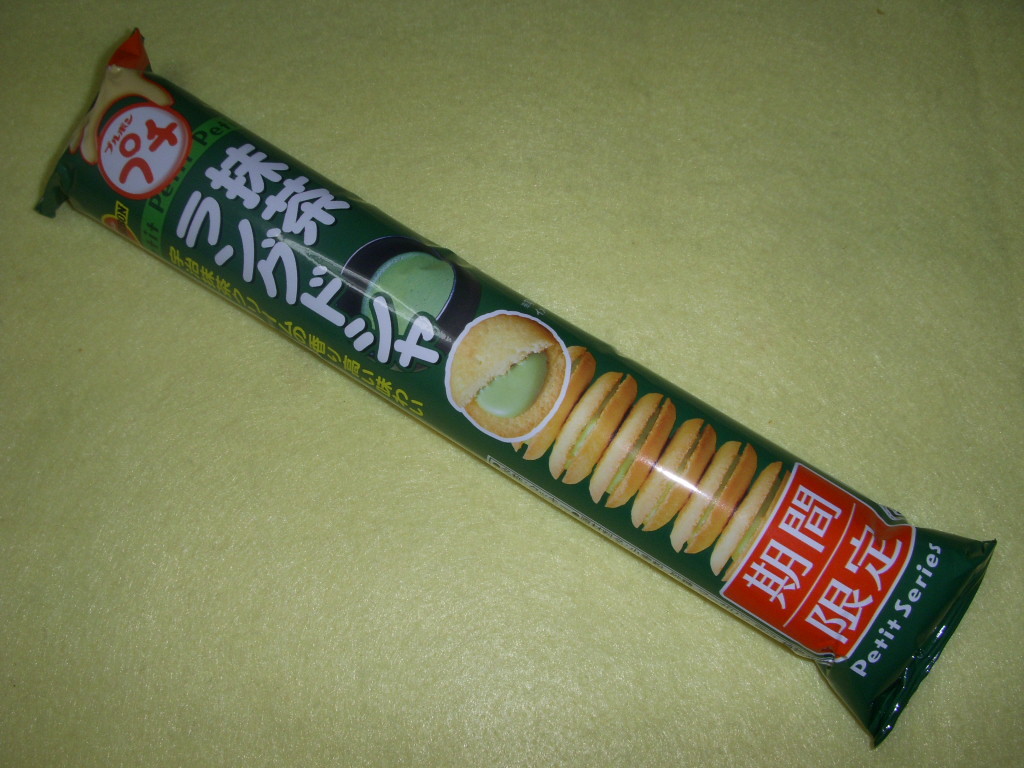 ブルボン
プチ
Petit Pet
抹茶
ラングドシャ
宇治抹茶クリームの香り高い味わい
期間
限定
Petit Series